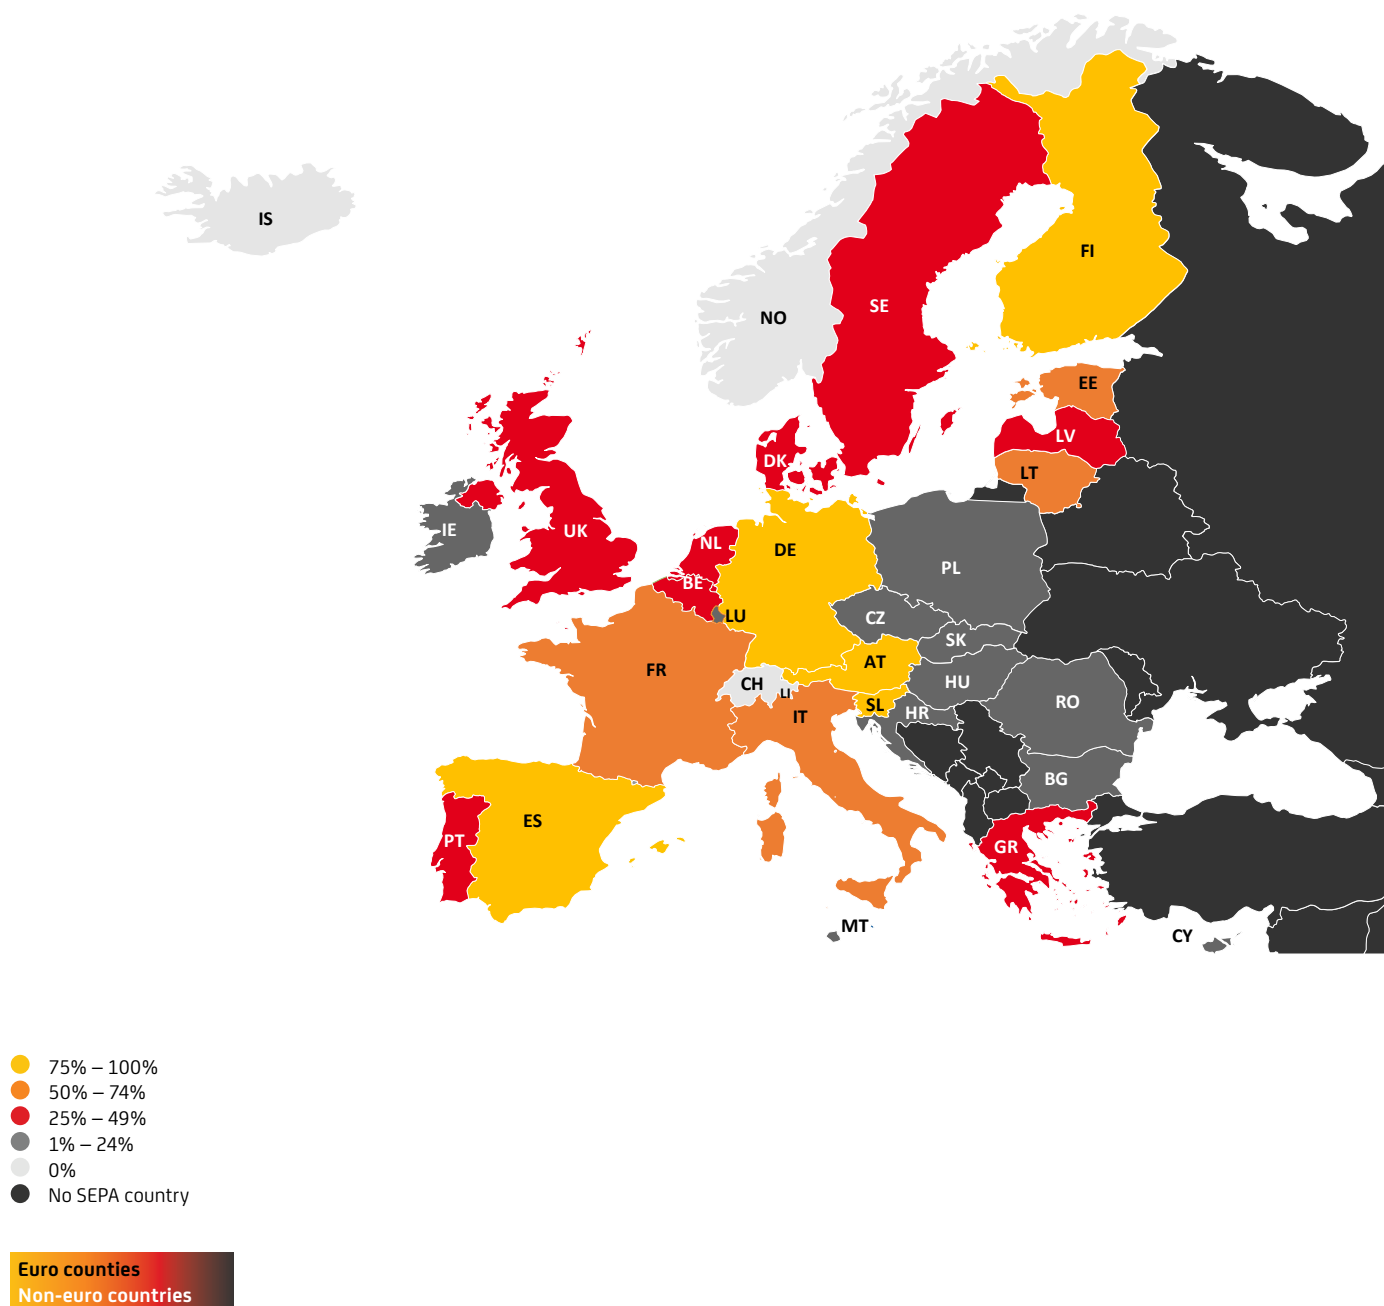 IS
FI
NO
SE
EE
LV
LT
DK
IE
UK
NL
DE
BE
PL
LU
CZ
SK
FR
AT
CH
LI
HU
SL
HR
RO
IT
BG
ES
PT
GR
MT
CY
75% – 100%
50% – 74%
25% – 49%
1% – 24%
0%
No SEPA country
Euro counties
Non-euro countries